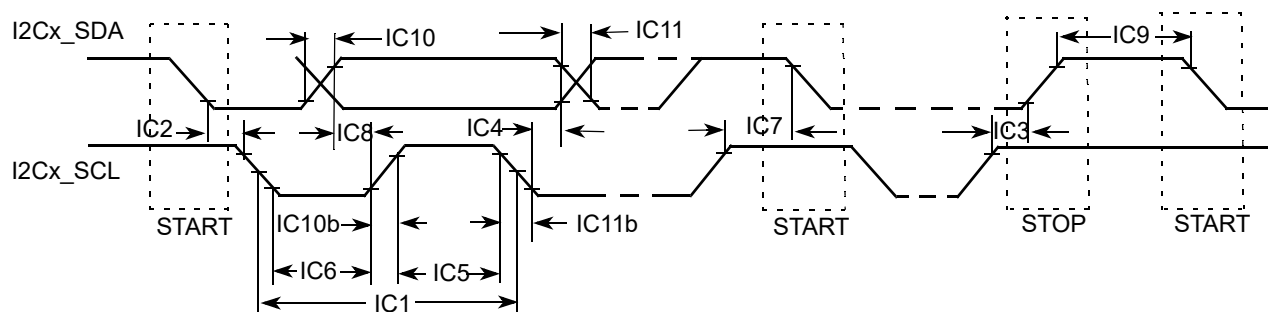 I2Cx_SDA
IC10
IC11
IC9
IC2
IC8
IC4
IC7
IC3
I2Cx_SCL
START
IC10b
IC11b
START
STOP
START
IC6
IC5
IC1